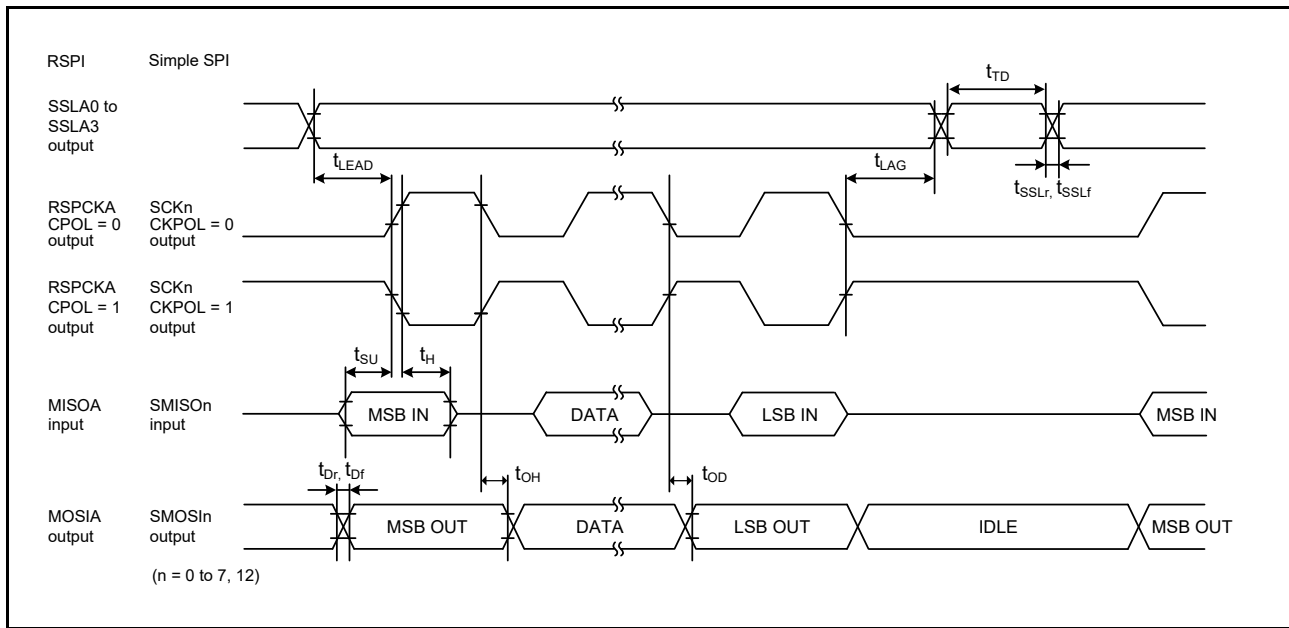 RSPI Simple SPI
SSLA0 to
SSLA3
output
tTD
tLEAD
tLAG
tSSLr, tSSLf
RSPCKA SCKn
CPOL = 0 CKPOL = 0
output output
RSPCKA SCKn
CPOL = 1 CKPOL = 1
output output
tSU tH
MISOA SMISOn
input input
MSB IN DATA LSB IN MSB IN
tDr, tDf
tOH
tOD
MOSIA SMOSIn
output output
MSB OUT DATA LSB OUT IDLE MSB OUT
(n = 0 to 7, 12)